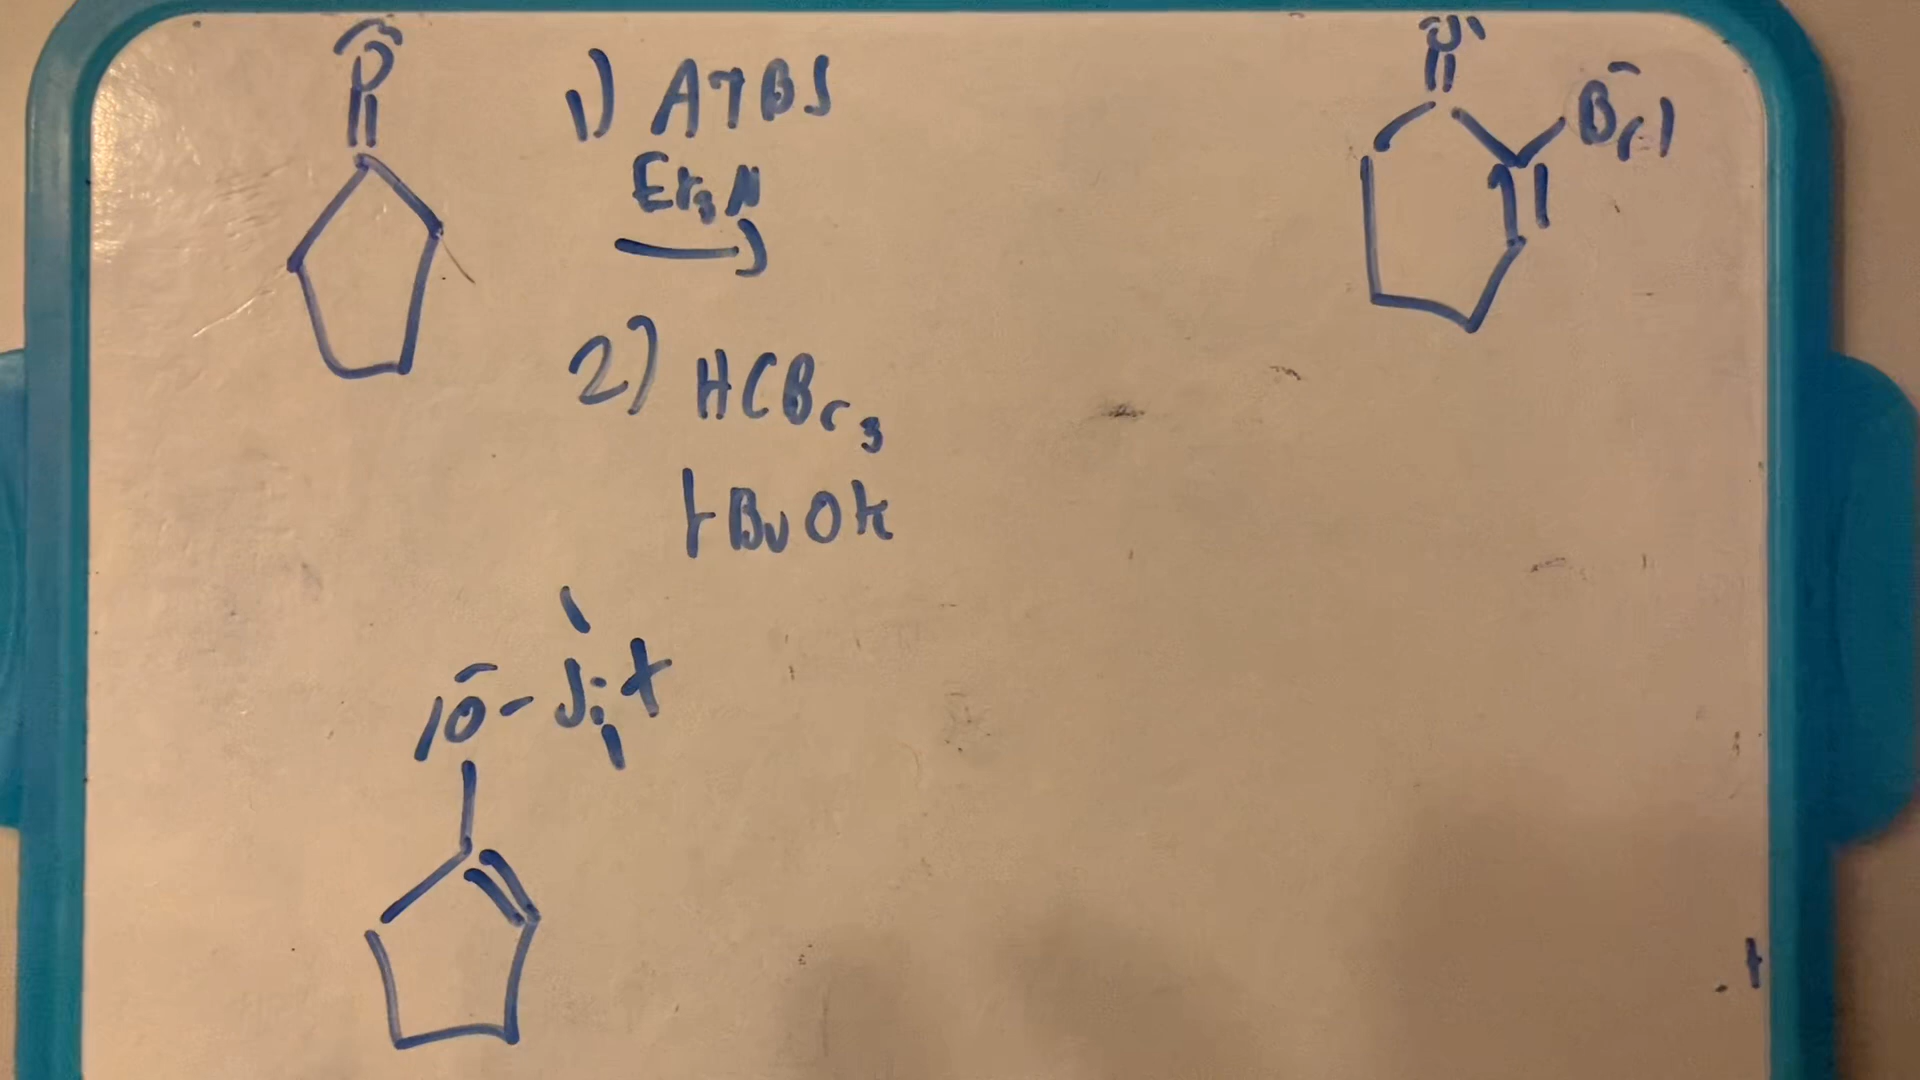 O
1) ATBS
Et₃N
2) HCBr₃
tBuOK
O
Br
O-Si